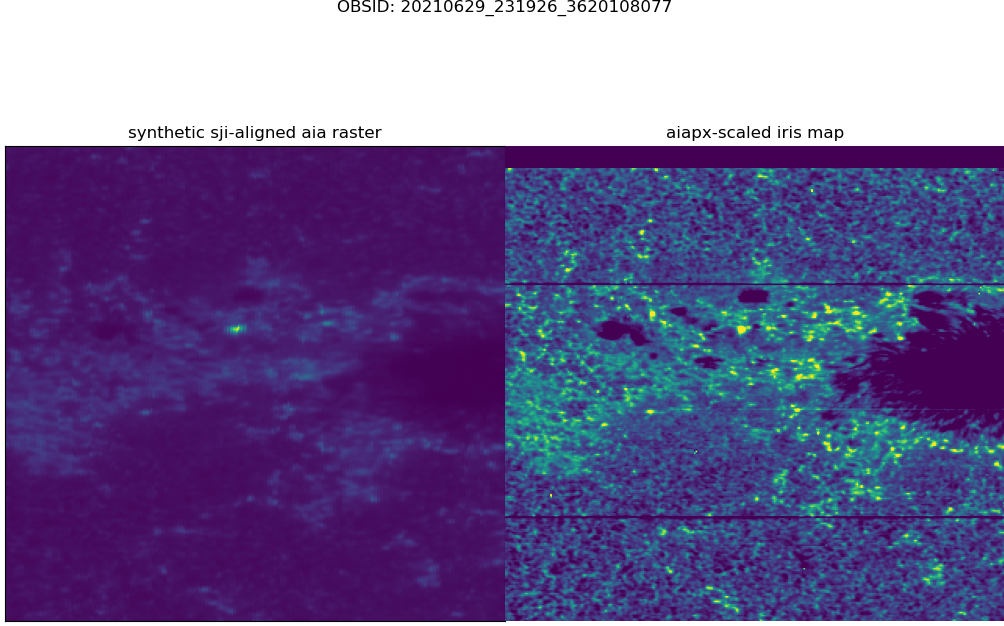 OBSID: 20210629_231926_3620108077
synthetic sji-aligned aia raster
aiapx-scaled iris map